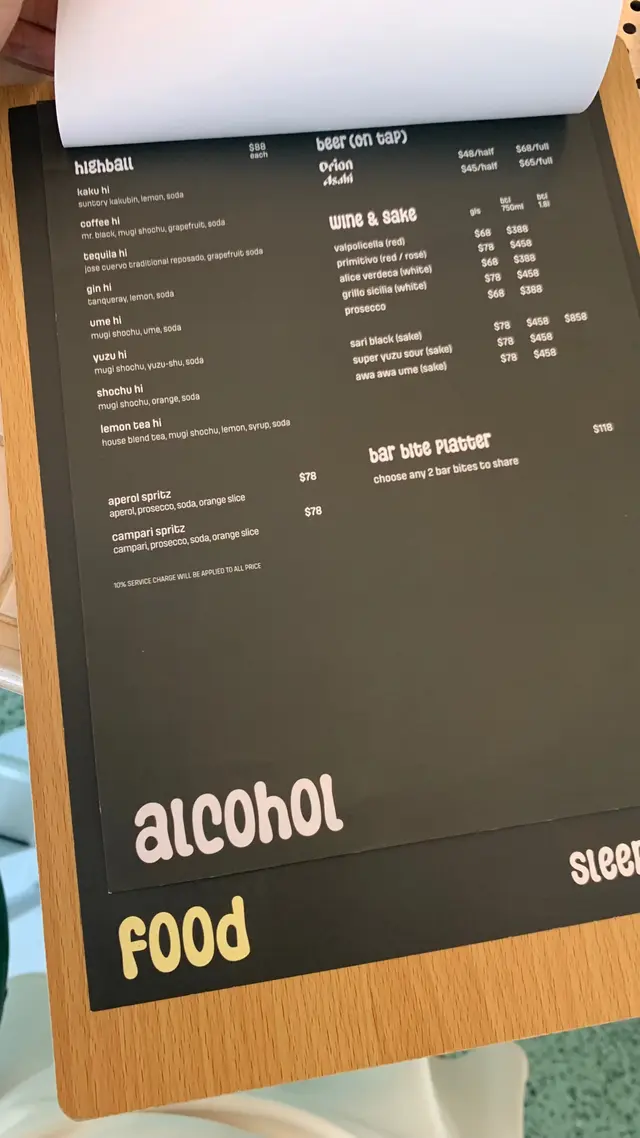 highball $88
each
kaku hi
suntory kakubin, lemon, soda
coffee hi
mr. black, mugi shochu, grapefruit, soda
tequila hi
jose cuervo traditional reposado, grapefruit soda
gin hi
tanqueray, lemon, soda
ume hi
mugi shochu, ume, soda
yuzu hi
mugi shochu, yuzu-shu, soda
shochu hi
mugi shochu, orange, soda
lemon tea hi
house blend tea, mugi shochu, lemon, syrup, soda
aperol spritz $78
aperol, prosecco, soda, orange slice
campari spritz $78
campari, prosecco, soda, orange slice
10% SERVICE CHARGE WILL BE APPLIED TO ALL PRICE
beer (on tap)
Orion $48/half $68/full
Asahi $45/half $65/full
wine & sake gls btl 750ml btl 1.8l
valpolicella (red) $68 $388
primitivo (red / rosé) $78 $458
alice verdeca (white) $68 $388
grillo sicilia (white) $78 $458
prosecco $68 $388
sari black (sake) $78 $458 $858
super yuzu sour (sake) $78 $458
awa awa ume (sake) $78 $458
bar bite platter $118
choose any 2 bar bites to share
alcohol
food